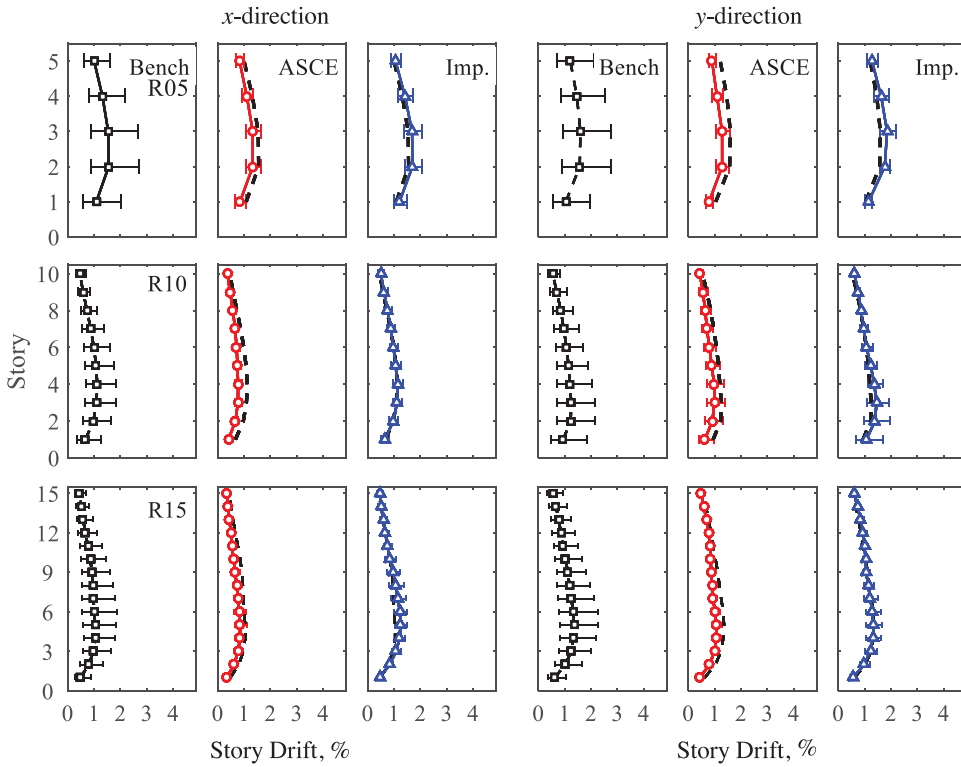 x-direction y-direction
5 Bench ASCE Imp. Bench ASCE Imp.
R05
4
3
2
1
0
10 R10
8
6
4
2
0
15 R15
12
9
6
3
0
Story
0 1 2 3 4 0 1 2 3 4 0 1 2 3 4 0 1 2 3 4 0 1 2 3 4 0 1 2 3 4
Story Drift, % Story Drift, %